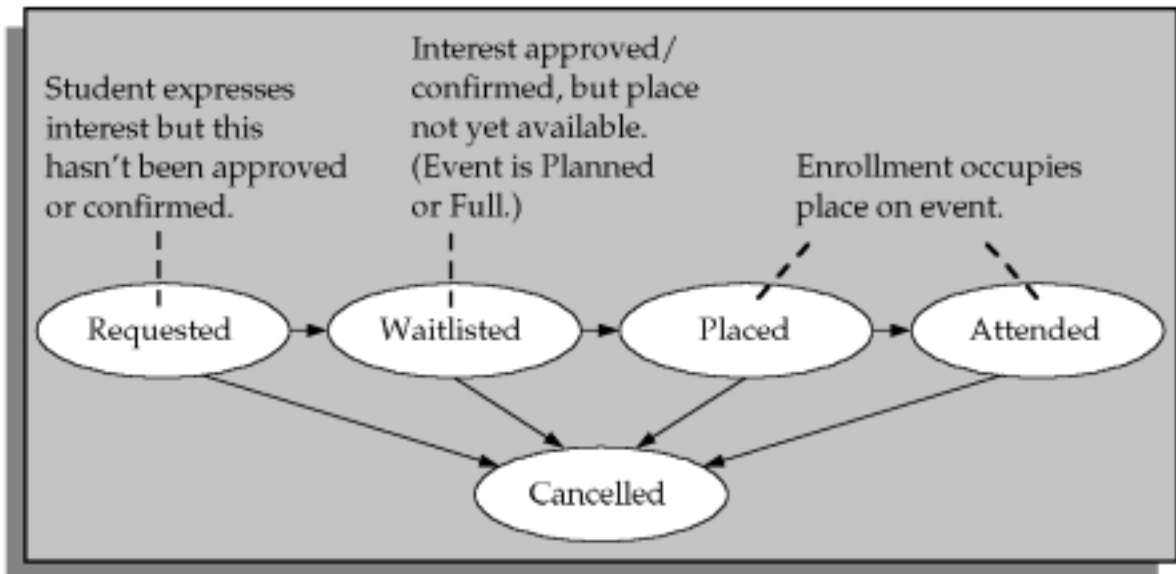 Student expresses
interest but this
hasn't been approved
or confirmed.
Interest approved/
confirmed, but place
not yet available.
(Event is Planned
or Full.)
Enrollment occupies
place on event.
Requested
Waitlisted
Placed
Attended
Cancelled